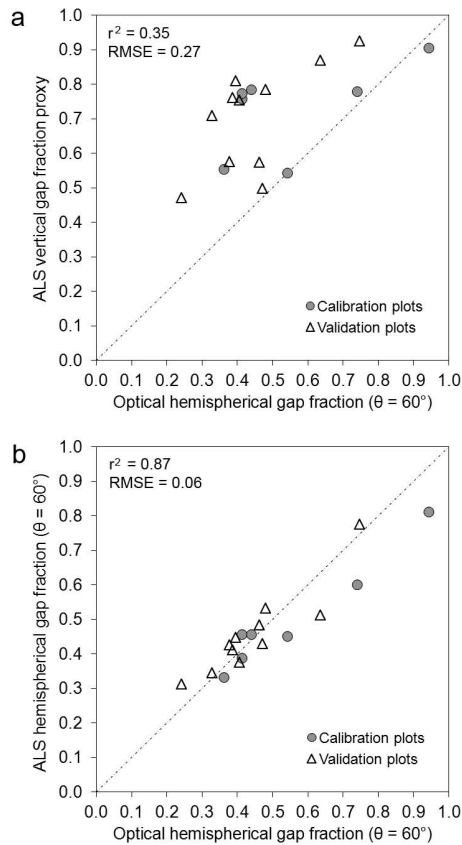 a
r² = 0.35
RMSE = 0.27
ALS vertical gap fraction proxy
1.0
0.9
0.8
0.7
0.6
0.5
0.4
0.3
0.2
0.1
0.0
Calibration plots
Validation plots
0.0 0.1 0.2 0.3 0.4 0.5 0.6 0.7 0.8 0.9 1.0
Optical hemispherical gap fraction (θ = 60°)
b
r² = 0.87
RMSE = 0.06
ALS hemispherical gap fraction (θ = 60°)
1.0
0.9
0.8
0.7
0.6
0.5
0.4
0.3
0.2
0.1
0.0
Calibration plots
Validation plots
0.0 0.1 0.2 0.3 0.4 0.5 0.6 0.7 0.8 0.9 1.0
Optical hemispherical gap fraction (θ = 60°)